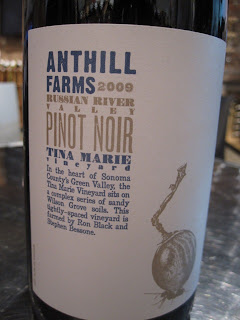 ANTHILL
FARMS 2009
RUSSIAN RIVER
VALLEY
PINOT NOIR
TINA MARIE
vineyard
In the heart of Sonoma
County's Green Valley, the
Tina Marie Vineyard sits on
a complex series of sandy
Wilson Grove soils. This
tightly-spaced vineyard is
farmed by Ron Black and
Stephen Bessone.